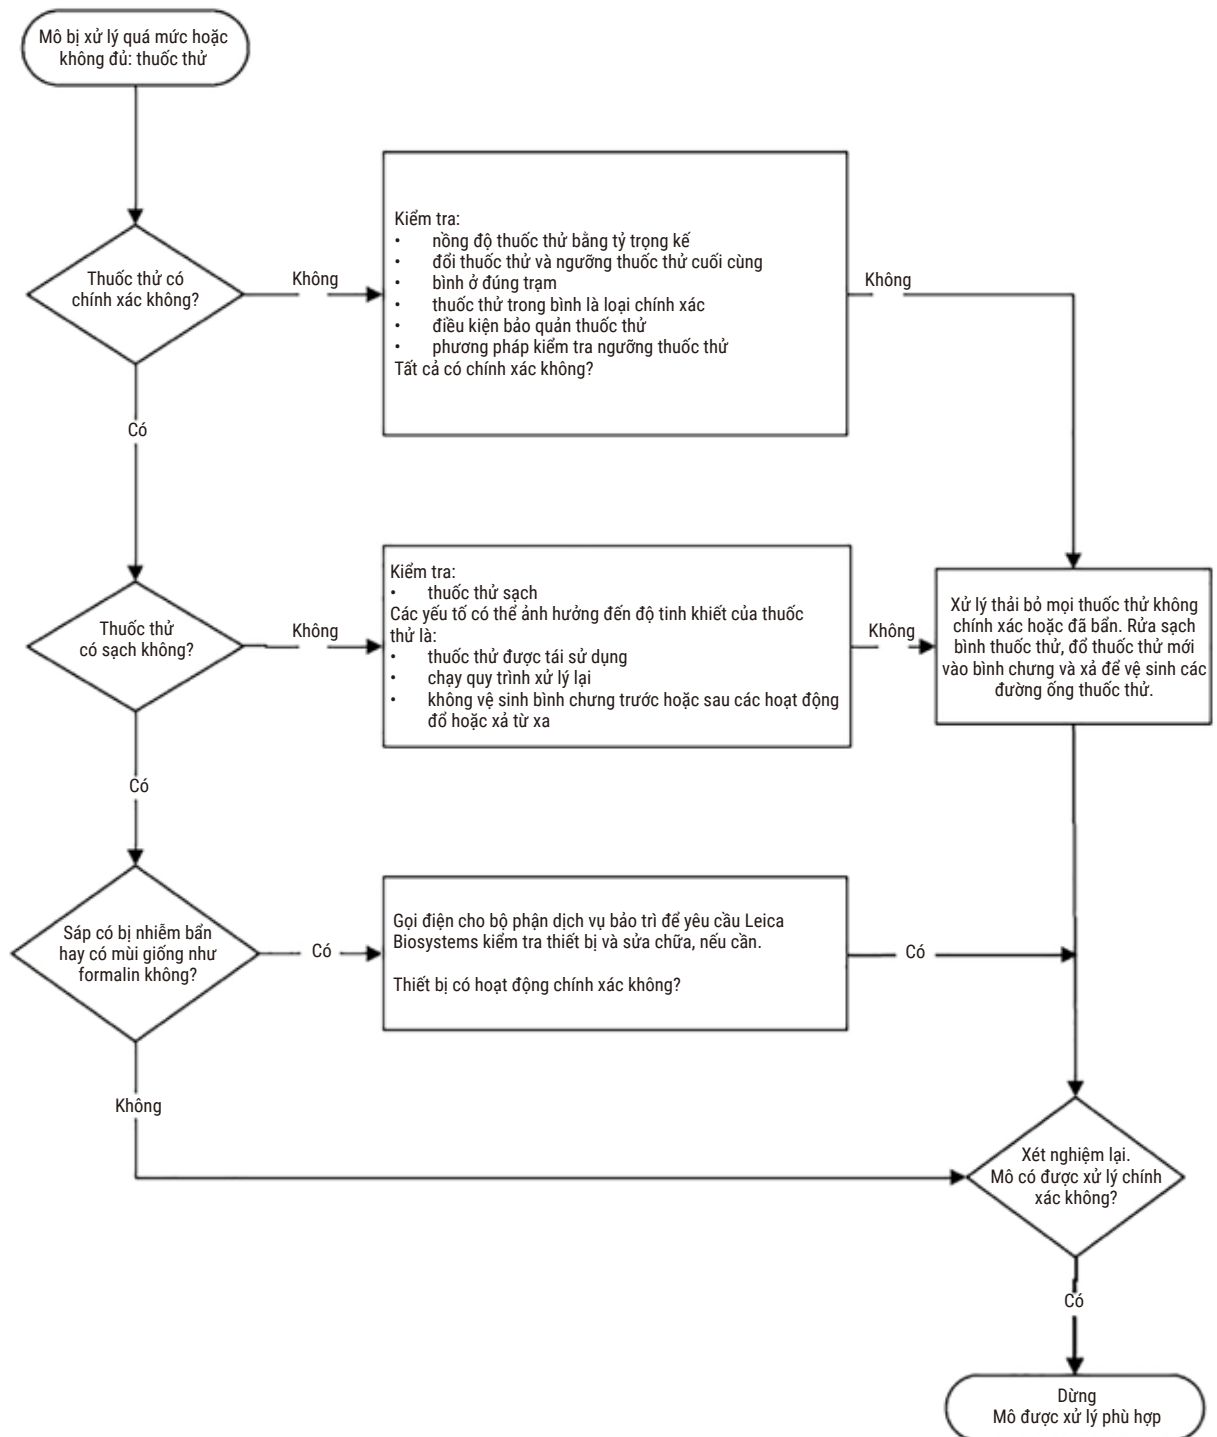 Mô bị xử lý quá mức hoặc
không đủ: thuốc thử
Thuốc thử có
chính xác không?
Không
Kiểm tra:
• nồng độ thuốc thử bằng tỷ trọng kế
• đổi thuốc thử và ngưỡng thuốc thử cuối cùng
• bình ở đúng trạm
• thuốc thử trong bình là loại chính xác
• điều kiện bảo quản thuốc thử
• phương pháp kiểm tra ngưỡng thuốc thử
Tất cả có chính xác không?
Không
Có
Thuốc thử
có sạch không?
Không
Kiểm tra:
• thuốc thử sạch
Các yếu tố có thể ảnh hưởng đến độ tinh khiết của thuốc
thử là:
• thuốc thử được tái sử dụng
• chạy quy trình xử lý lại
• không vệ sinh bình chưng trước hoặc sau các hoạt động
đổ hoặc xả từ xa
Không
Xử lý thải bỏ mọi thuốc thử không
chính xác hoặc đã bẩn. Rửa sạch
bình thuốc thử, đổ thuốc thử mới
vào bình chưng và xả để vệ sinh các
đường ống thuốc thử.
Có
Sáp có bị nhiễm bẩn
hay có mùi giống như
formalin không?
Có
Gọi điện cho bộ phận dịch vụ bảo trì để yêu cầu Leica
Biosystems kiểm tra thiết bị và sửa chữa, nếu cần.
Thiết bị có hoạt động chính xác không?
Có
Không
Xét nghiệm lại.
Mô có được xử lý chính
xác không?
Có
Dừng
Mô được xử lý phù hợp